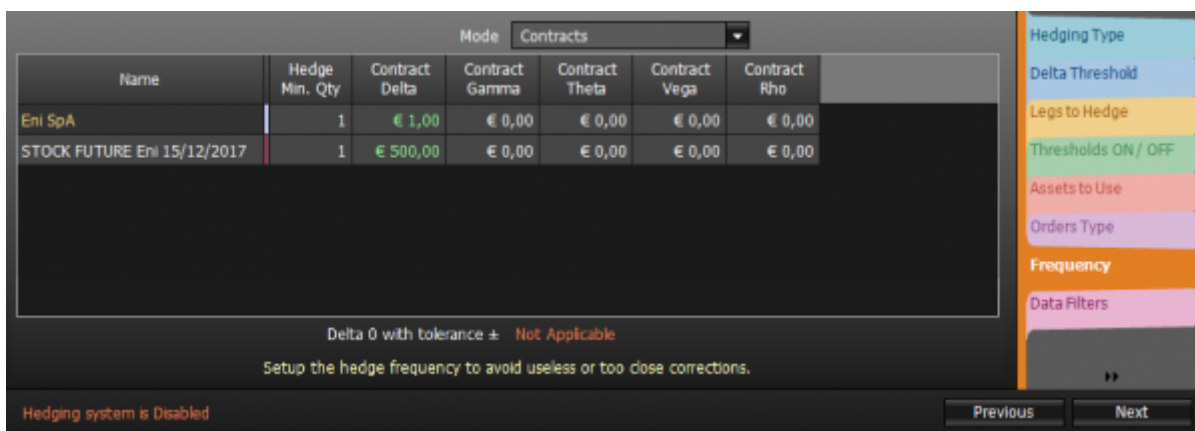 Mode Contracts
Name Hedge Min. Qty Contract Delta Contract Gamma Contract Theta Contract Vega Contract Rho
Eni SpA 1 € 1,00 € 0,00 € 0,00 € 0,00 € 0,00
STOCK FUTURE Eni 15/12/2017 1 € 500,00 € 0,00 € 0,00 € 0,00 € 0,00
Delta 0 with tolerance ± Not Applicable
Setup the hedge frequency to avoid useless or too close corrections.
Hedging Type
Delta Threshold
Legs to Hedge
Thresholds ON / OFF
Assets to Use
Orders Type
Frequency
Data Filters
Hedging system is Disabled
Previous Next